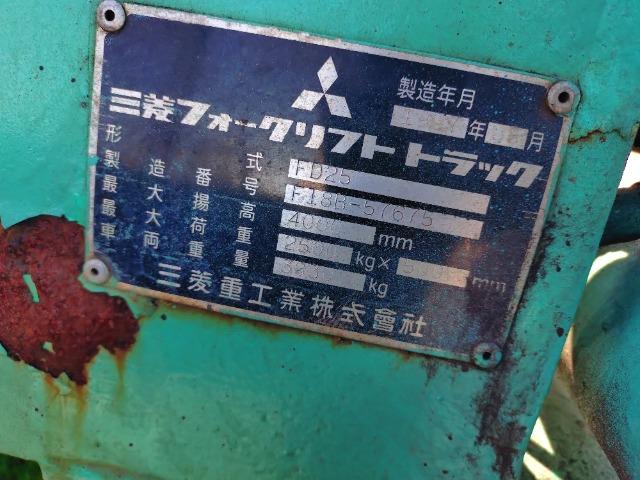 製造年月
年 月
三菱フォークリフト トラック
形式 FD25
製造番号 F18B-57675
最大揚高 mm
最大荷重 kg× mm
車両重量 kg
三菱重工業株式會社